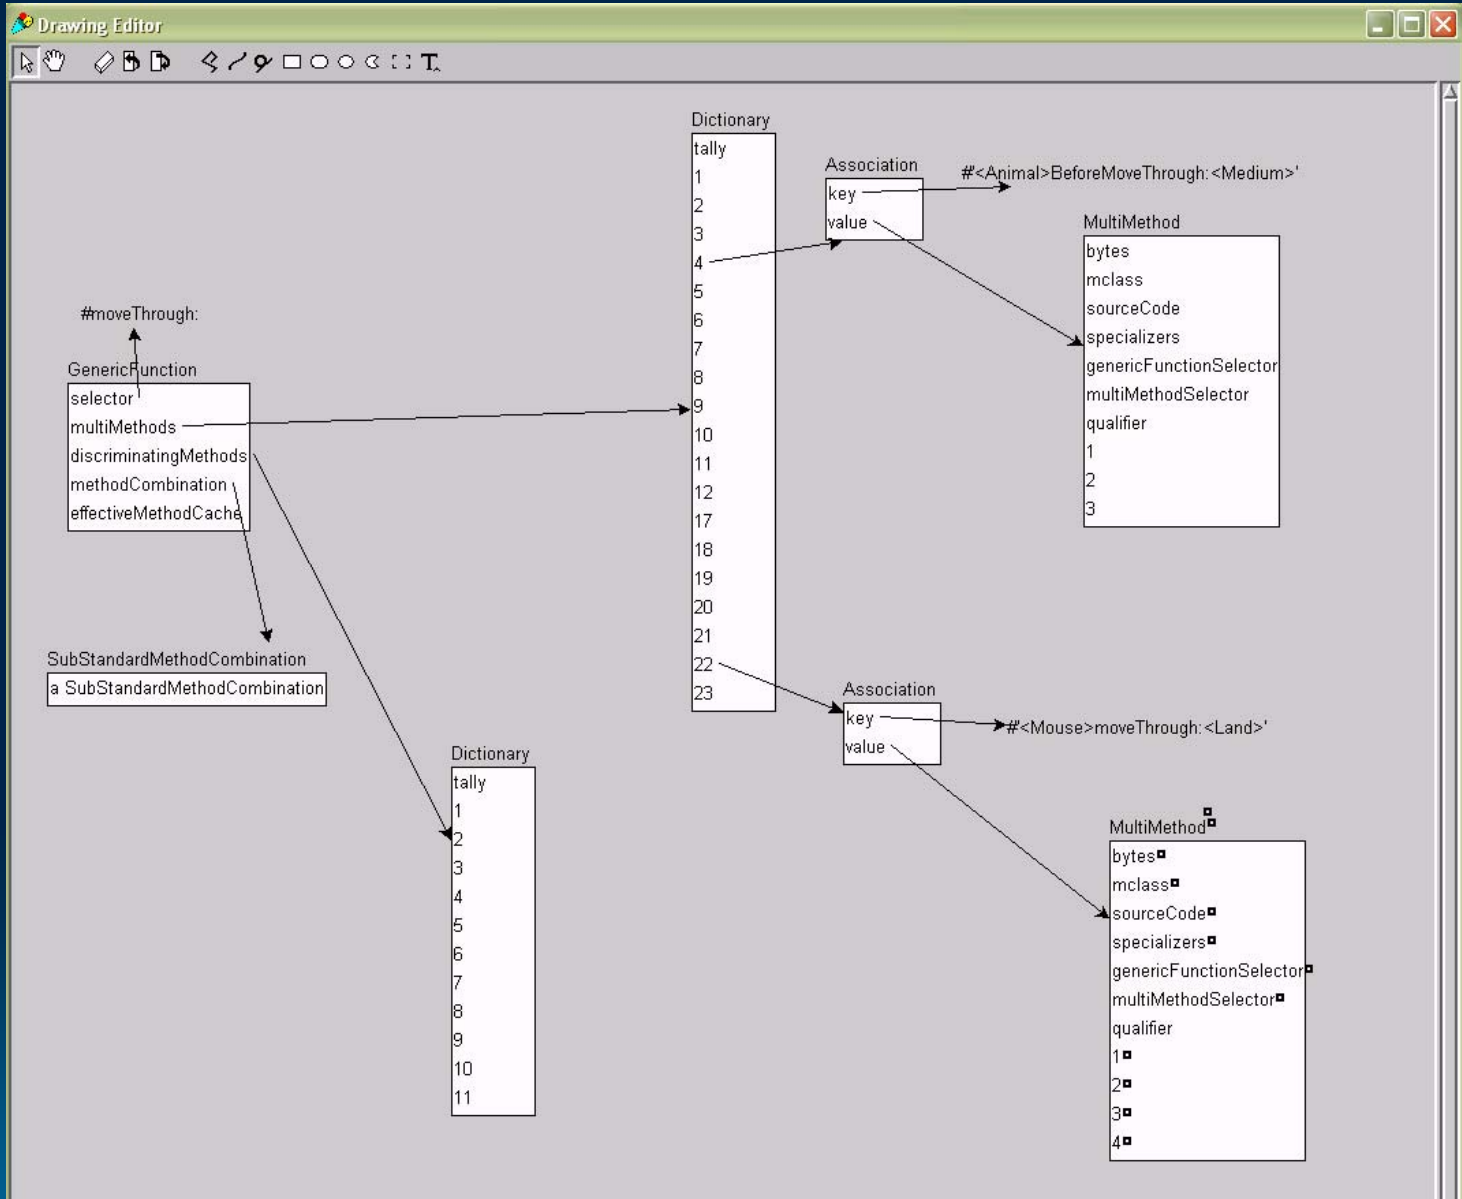 Drawing Editor
T
#moveThrough:
GenericFunction
selector
multiMethods
discriminatingMethods
methodCombination
effectiveMethodCache
SubStandardMethodCombination
a SubStandardMethodCombination
Dictionary
tally
1
2
3
4
5
6
7
8
9
10
11
Dictionary
tally
1
2
3
4
5
6
7
8
9
10
11
12
17
18
19
20
21
22
23
Association
key
value
#'<Animal>BeforeMoveThrough:<Medium>'
MultiMethod
bytes
mclass
sourceCode
specializers
genericFunctionSelector
multiMethodSelector
qualifier
1
2
3
Association
key
value
#'<Mouse>moveThrough:<Land>'
MultiMethod
bytes
mclass
sourceCode
specializers
genericFunctionSelector
multiMethodSelector
qualifier
1
2
3
4